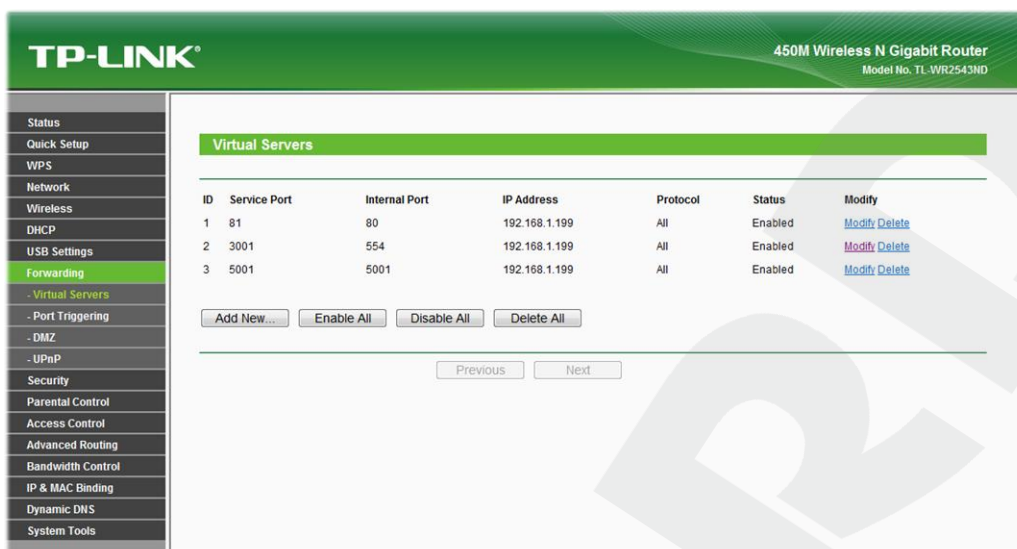 TP-LINK®
450M Wireless N Gigabit Router
Model No. TL-WR2543ND
Status
Quick Setup
WPS
Network
Wireless
DHCP
USB Settings
Forwarding
- Virtual Servers
- Port Triggering
- DMZ
- UPnP
Security
Parental Control
Access Control
Advanced Routing
Bandwidth Control
IP & MAC Binding
Dynamic DNS
System Tools
Virtual Servers
ID Service Port Internal Port IP Address Protocol Status Modify
1 81 80 192.168.1.199 All Enabled Modify Delete
2 3001 554 192.168.1.199 All Enabled Modify Delete
3 5001 5001 192.168.1.199 All Enabled Modify Delete
Add New... Enable All Disable All Delete All
Previous Next